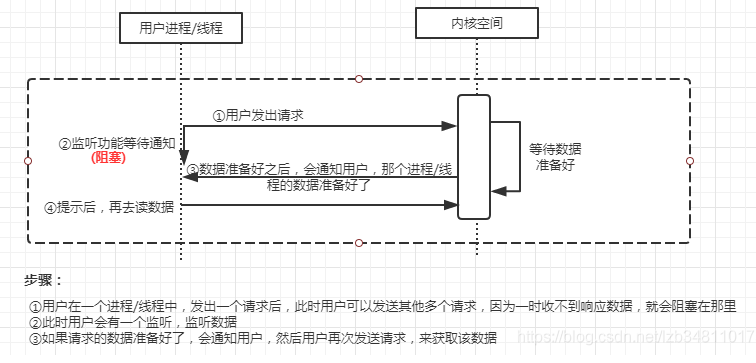 用户进程/线程
内核空间
①用户发出请求
②监听功能等待通知
(阻塞)
等待数据
准备好
③数据准备好之后，会通知用户，那个进程/线
程的数据准备好了
④提示后，再去读数据
步骤：
①用户在一个进程/线程中，发出一个请求后，此时用户可以发送其他多个请求，因为一时收不到响应数据，就会阻塞在那里
②此时用户会有一个监听，监听数据
③如果请求的数据准备好了，会通知用户，然后用户再次发送请求，来获取该数据
https://blog.csdn.net/lzb34811017